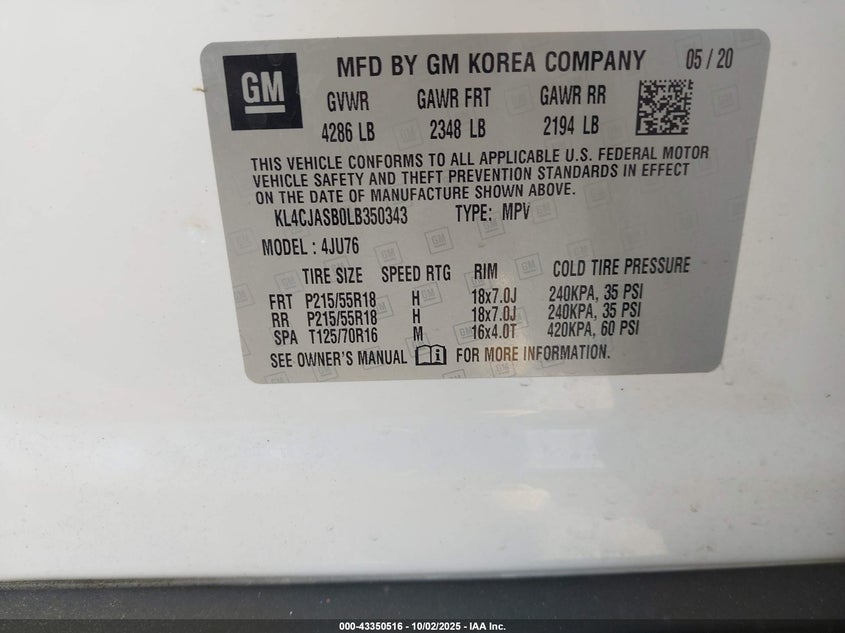 GM
MFD BY GM KOREA COMPANY 05 / 20
GVWR GAWR FRT GAWR RR
4286 LB 2348 LB 2194 LB
THIS VEHICLE CONFORMS TO ALL APPLICABLE U.S. FEDERAL MOTOR
VEHICLE SAFETY AND THEFT PREVENTION STANDARDS IN EFFECT
ON THE DATE OF MANUFACTURE SHOWN ABOVE.
KL4CJASB0LB350343 TYPE: MPV
MODEL : 4JU76
TIRE SIZE SPEED RTG RIM COLD TIRE PRESSURE
FRT P215/55R18 H 18x7.0J 240KPA, 35 PSI
RR P215/55R18 H 18x7.0J 240KPA, 35 PSI
SPA T125/70R16 M 16x4.0T 420KPA, 60 PSI
SEE OWNER'S MANUAL FOR MORE INFORMATION.
000-43350516 - 10/02/2025 - IAA Inc.